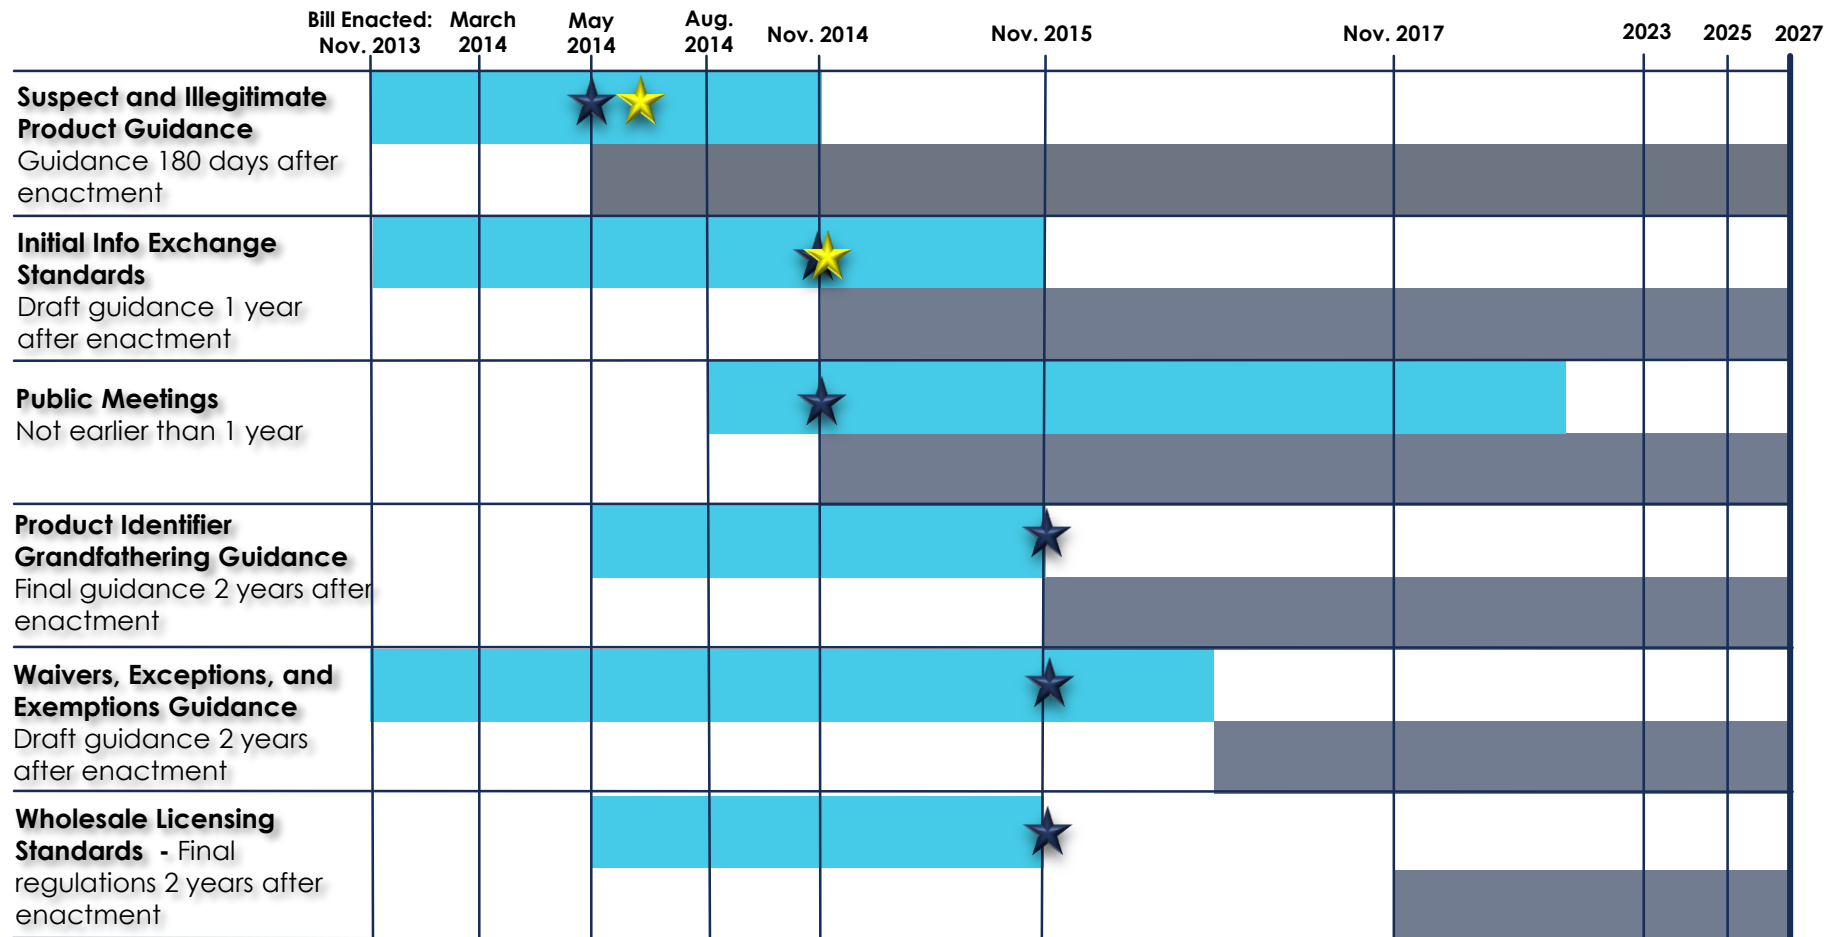 Bill Enacted: March May Aug. Nov. 2014 Nov. 2015 Nov. 2017 2023 2025 2027
Nov. 2013 2014 2014 2014
Suspect and Illegitimate
Product Guidance
Guidance 180 days after
enactment
Initial Info Exchange
Standards
Draft guidance 1 year
after enactment
Public Meetings
Not earlier than 1 year
Product Identifier
Grandfathering Guidance
Final guidance 2 years after
enactment
Waivers, Exceptions, and
Exemptions Guidance
Draft guidance 2 years
after enactment
Wholesale Licensing
Standards - Final
regulations 2 years after
enactment